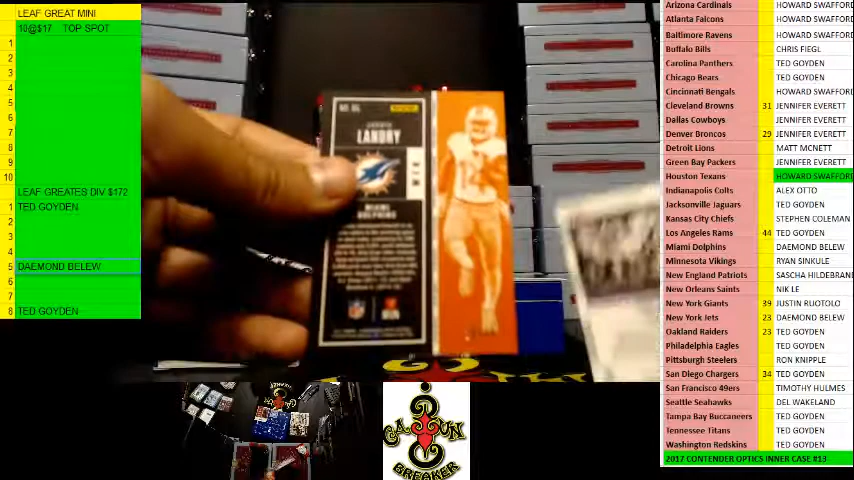 LEAF GREAT MINI
10@$17 TOP SPOT
1
2
3
4
5
6
7
8
9
10
LEAF GREATES DIV $172
1 TED GOYDEN
2
3
4
5 DAEMOND BELEW
6
7
8 TED GOYDEN
LANDRY
MIAMI
DOLPHINS
NFL
CAJUN
BREAKER
Arizona Cardinals HOWARD SWAFFORD
Atlanta Falcons HOWARD SWAFFORD
Baltimore Ravens HOWARD SWAFFORD
Buffalo Bills CHRIS FIEGL
Carolina Panthers TED GOYDEN
Chicago Bears TED GOYDEN
Cincinnati Bengals HOWARD SWAFFORD
Cleveland Browns 31 JENNIFER EVERETT
Dallas Cowboys JENNIFER EVERETT
Denver Broncos 29 JENNIFER EVERETT
Detroit Lions MATT MCNETT
Green Bay Packers JENNIFER EVERETT
Houston Texans HOWARD SWAFFORD
Indianapolis Colts ALEX OTTO
Jacksonville Jaguars TED GOYDEN
Kansas City Chiefs STEPHEN COLEMAN
Los Angeles Rams 44 TED GOYDEN
Miami Dolphins DAEMOND BELEW
Minnesota Vikings RYAN SINKULE
New England Patriots SASCHA HILDEBRAN
New Orleans Saints NIK LE
New York Giants 39 JUSTIN RUOTOLO
New York Jets 23 DAEMOND BELEW
Oakland Raiders 23 TED GOYDEN
Philadelphia Eagles TED GOYDEN
Pittsburgh Steelers RON KNIPPLE
San Diego Chargers 34 TED GOYDEN
San Francisco 49ers TIMOTHY HULMES
Seattle Seahawks DEL WAKELAND
Tampa Bay Buccaneers TED GOYDEN
Tennessee Titans TED GOYDEN
Washington Redskins TED GOYDEN
2017 CONTENDER OPTICS INNER CASE #13